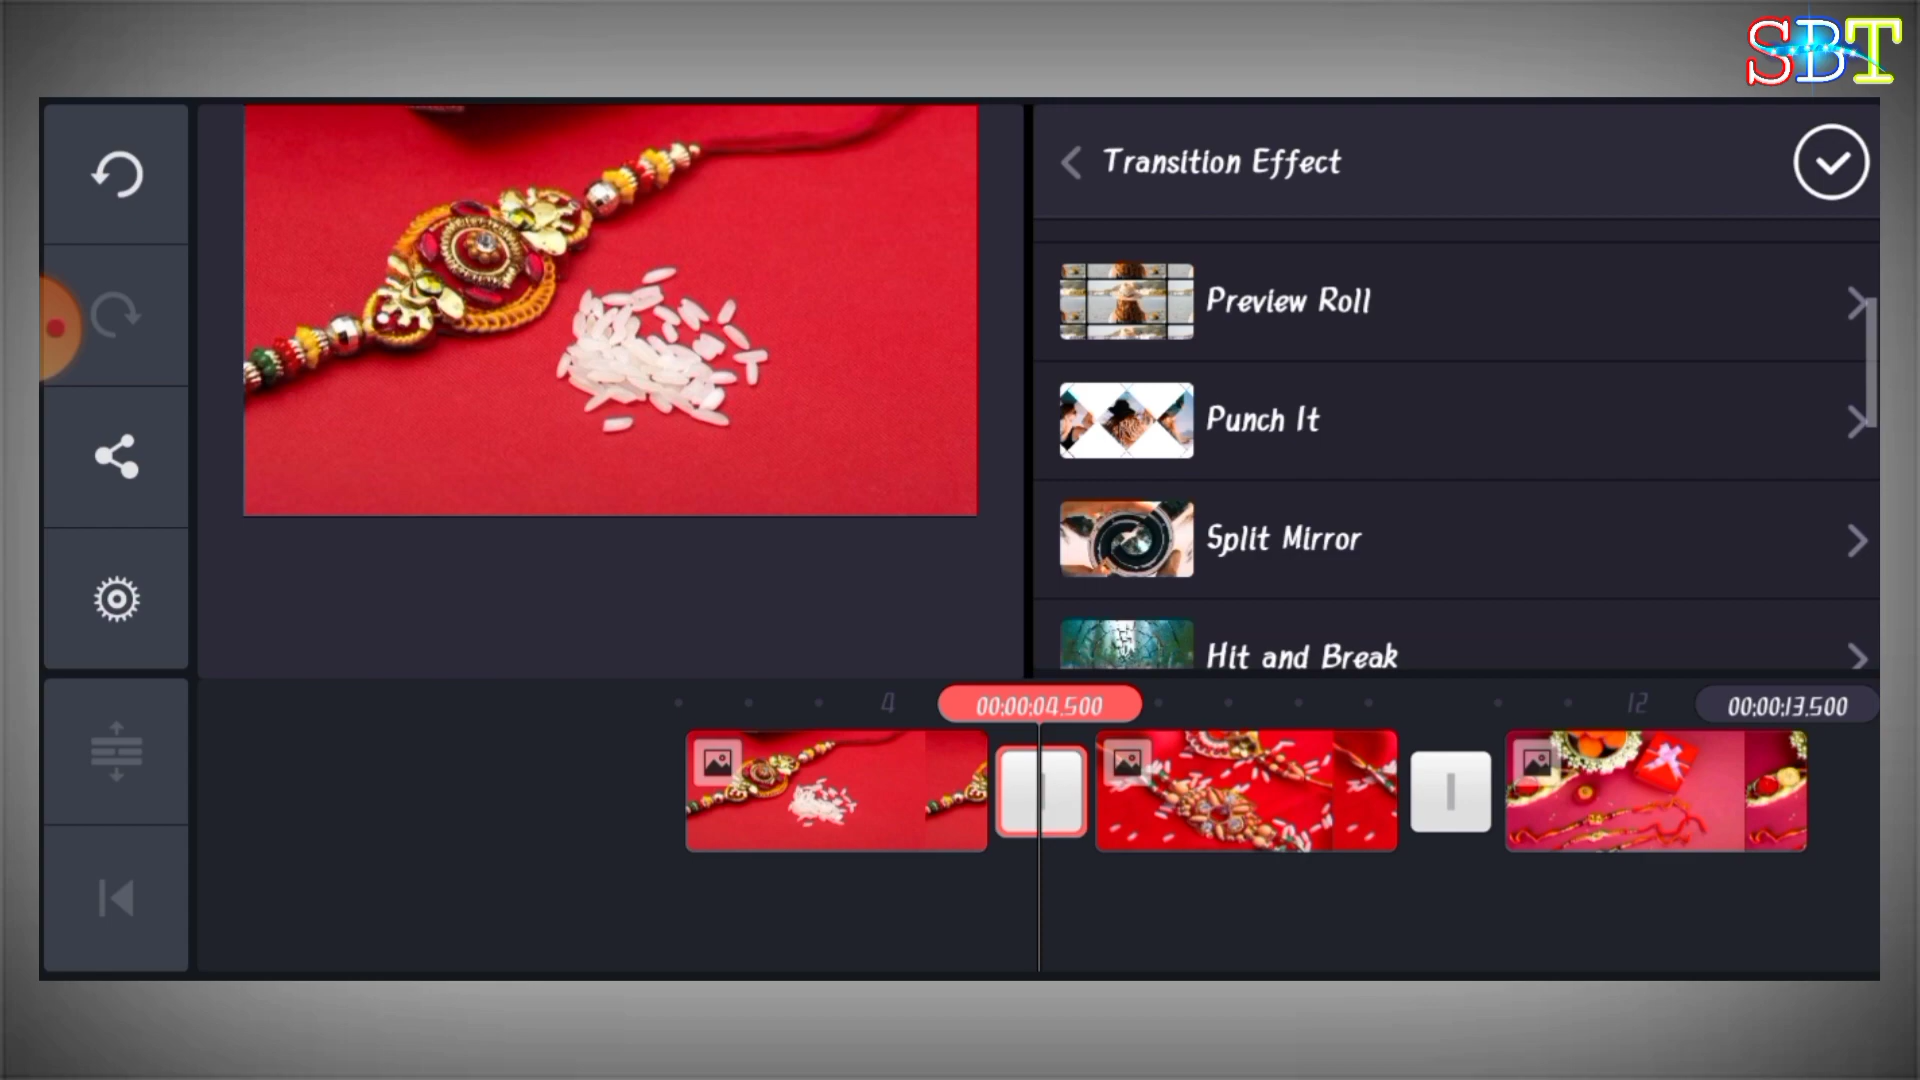 SBT
Transition Effect
Preview Roll
Punch It
Split Mirror
Hit and Break
4
00:00:04.500
12
00:00:13.500